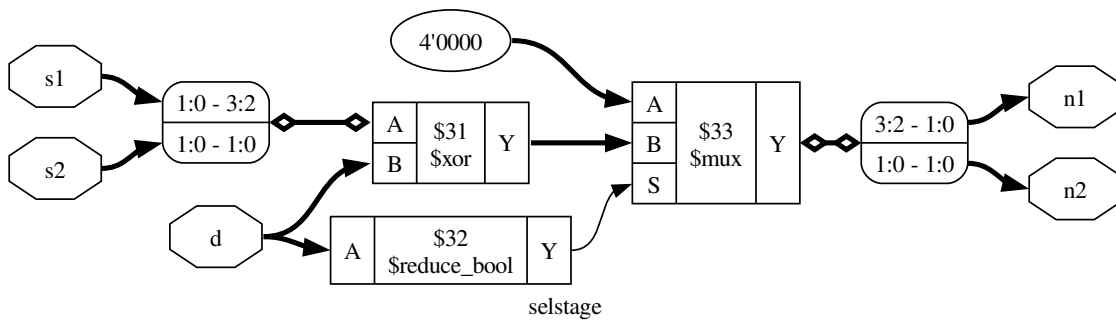 s1
s2
1:0 - 3:2
1:0 - 1:0
d
4'0000
A
B
$31
$xor
Y
A
$32
$reduce_bool
Y
A
B
S
$33
$mux
Y
3:2 - 1:0
1:0 - 1:0
n1
n2
selstage